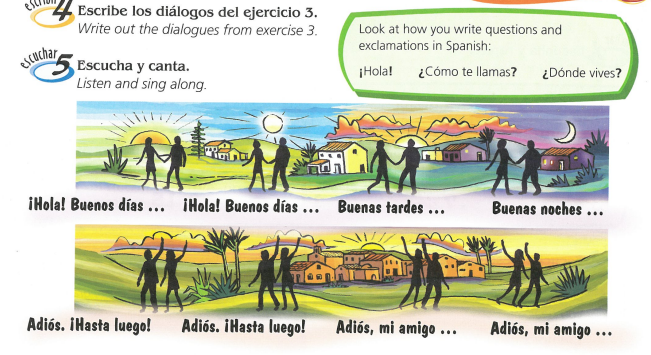 escribir 4 Escribe los diálogos del ejercicio 3.
Write out the dialogues from exercise 3.
escuchar 5 Escucha y canta.
Listen and sing along.
Look at how you write questions and
exclamations in Spanish:
¡Hola! ¿Cómo te llamas? ¿Dónde vives?
¡Hola! Buenos días ... ¡Hola! Buenos días ... Buenas tardes ... Buenas noches ...
Adiós. ¡Hasta luego! Adiós. ¡Hasta luego! Adiós, mi amigo ... Adiós, mi amigo ...